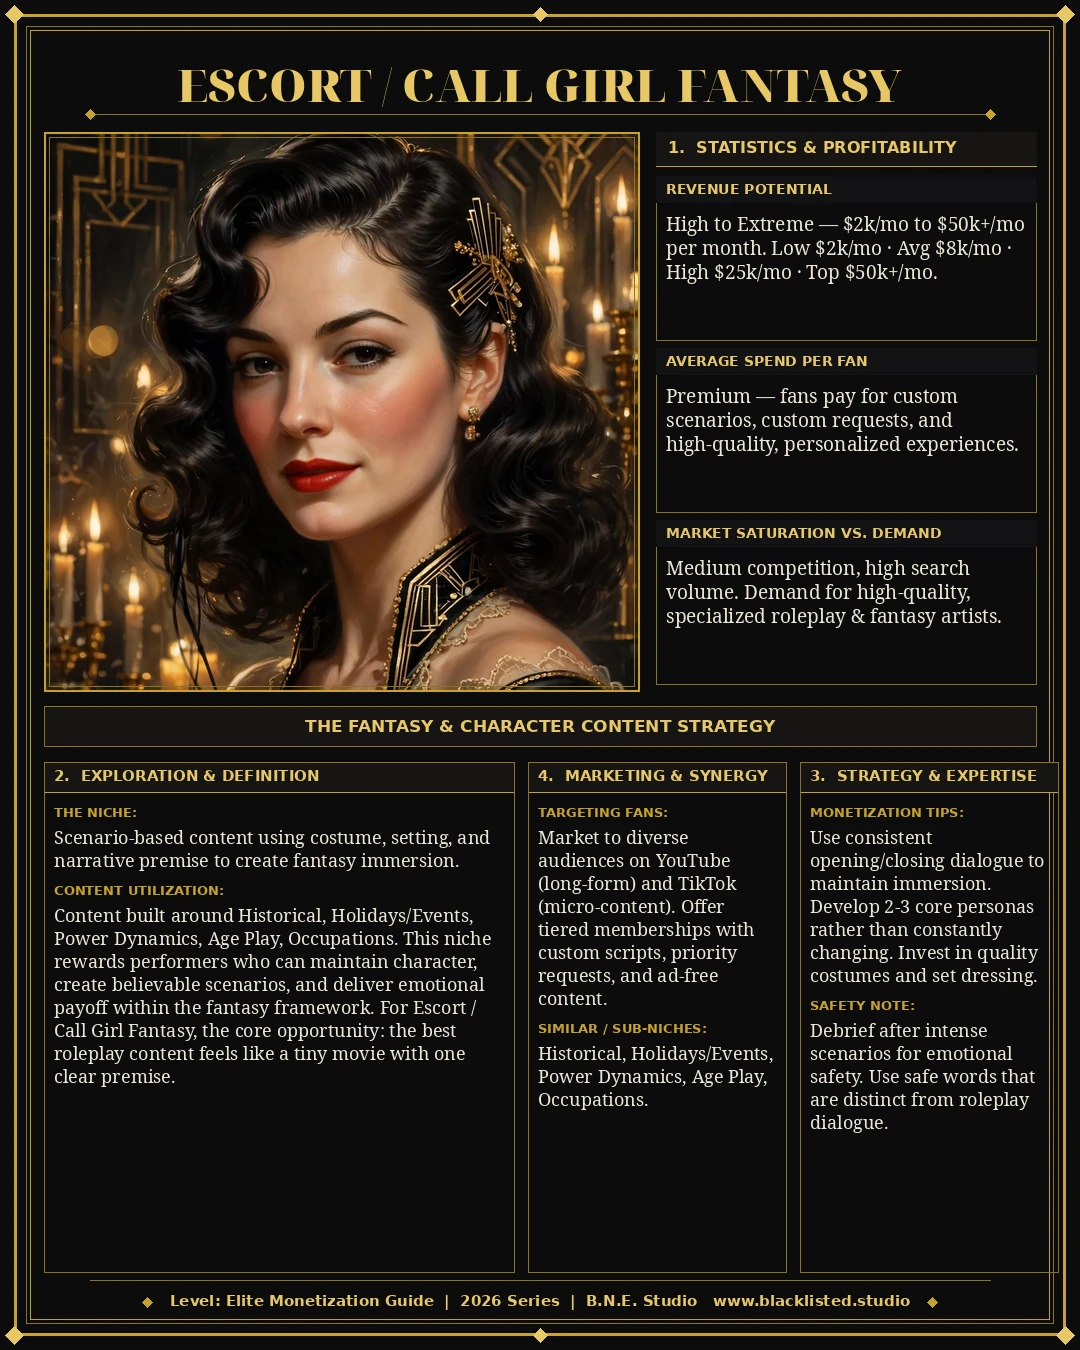 ESCORT / CALL GIRL FANTASY
1. STATISTICS & PROFITABILITY
REVENUE POTENTIAL
High to Extreme — $2k/mo to $50k+/mo
per month. Low $2k/mo · Avg $8k/mo ·
High $25k/mo · Top $50k+/mo.
AVERAGE SPEND PER FAN
Premium — fans pay for custom
scenarios, custom requests, and
high-quality, personalized experiences.
MARKET SATURATION VS. DEMAND
Medium competition, high search
volume. Demand for high-quality,
specialized roleplay & fantasy artists.
THE FANTASY & CHARACTER CONTENT STRATEGY
2. EXPLORATION & DEFINITION
THE NICHE:
Scenario-based content using costume, setting, and
narrative premise to create fantasy immersion.
CONTENT UTILIZATION:
Content built around Historical, Holidays/Events,
Power Dynamics, Age Play, Occupations. This niche
rewards performers who can maintain character,
create believable scenarios, and deliver emotional
payoff within the fantasy framework. For Escort /
Call Girl Fantasy, the core opportunity: the best
roleplay content feels like a tiny movie with one
clear premise.
4. MARKETING & SYNERGY
TARGETING FANS:
Market to diverse
audiences on YouTube
(long-form) and TikTok
(micro-content). Offer
tiered memberships with
custom scripts, priority
requests, and ad-free
content.
SIMILAR / SUB-NICHES:
Historical, Holidays/Events,
Power Dynamics, Age Play,
Occupations.
3. STRATEGY & EXPERTISE
MONETIZATION TIPS:
Use consistent
opening/closing dialogue to
maintain immersion.
Develop 2-3 core personas
rather than constantly
changing. Invest in quality
costumes and set dressing.
SAFETY NOTE:
Debrief after intense
scenarios for emotional
safety. Use safe words that
are distinct from roleplay
dialogue.
Level: Elite Monetization Guide | 2026 Series | B.N.E. Studio www.blacklisted.studio